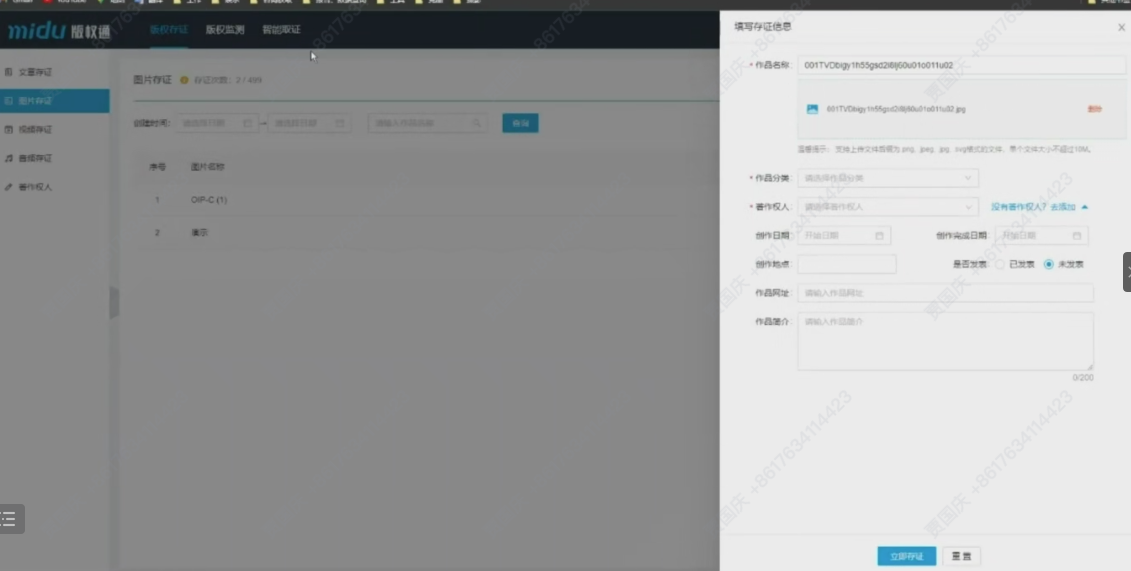 midu 版权通
版权存证 版权监测 智能取证
文章存证
图片存证
视频存证
音频存证
著作权人
图片存证 存证次数: 2 / 499
创建时间: 请选择日期 请选择日期 请输入作品名称 查询
序号 图片名称
1 OIP-C (1)
2 演示
填写存证信息
* 作品名称:
001TVDbigy1h55gsd2i6lj60u01o011u02
001TVDbigy1h55gsd2i6lj60u01o011u02.jpg 删除
温馨提示: 支持上传文件后缀为 png、jpeg、jpg、svg格式的文件, 单个文件大小不超过10M。
* 作品分类: 请选择作品分类
* 著作权人: 请选择著作权人 没有著作权人? 去添加
创作日期: 开始日期 创作完成日期: 开始日期
创作地点: 是否发表: 已发表 未发表
作品网址: 请输入作品网址
作品简介: 请输入作品简介
0/200
立即存证 重 置
贾国庆 +8617634114423